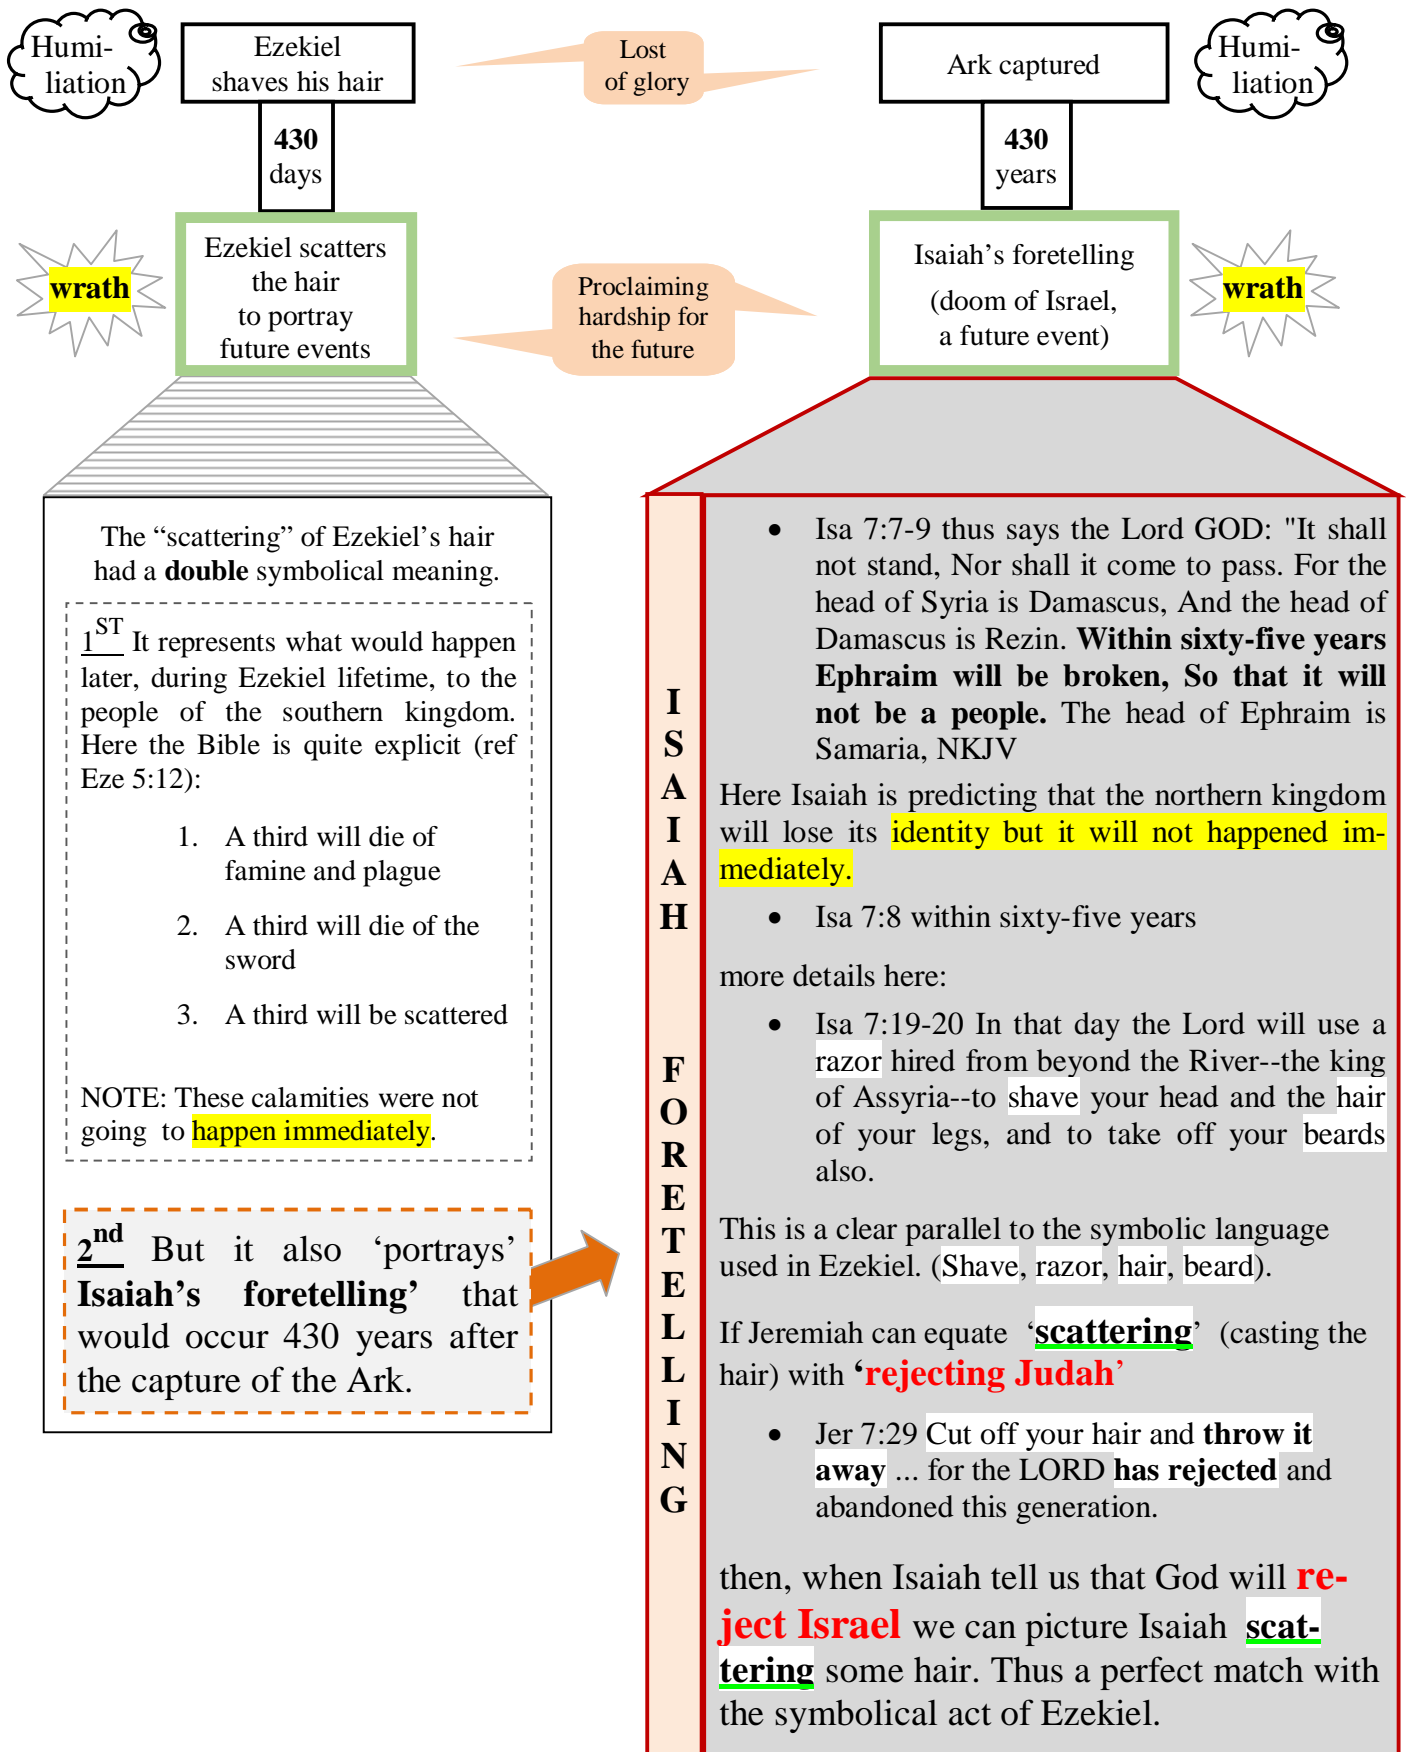 Humi-
liation
Ezekiel
shaves his hair
Lost
of glory
Ark captured
Humi-
liation
430
days
430
years
wrath
Ezekiel scatters
the hair
to portray
future events
Proclaiming
hardship for
the future
Isaiah’s foretelling
(doom of Israel,
a future event)
wrath
The “scattering” of Ezekiel’s hair
had a double symbolical meaning.
1ST It represents what would happen
later, during Ezekiel lifetime, to the
people of the southern kingdom.
Here the Bible is quite explicit (ref
Eze 5:12):
1. A third will die of
famine and plague
2. A third will die of the
sword
3. A third will be scattered
NOTE: These calamities were not
going to happen immediately.
2nd But it also ‘portrays’
Isaiah’s foretelling’ that
would occur 430 years after
the capture of the Ark.
I
S
A
I
A
H
F
O
R
E
T
E
L
L
I
N
G
• Isa 7:7-9 thus says the Lord GOD: "It shall
not stand, Nor shall it come to pass. For the
head of Syria is Damascus, And the head of
Damascus is Rezin. Within sixty-five years
Ephraim will be broken, So that it will
not be a people. The head of Ephraim is
Samaria, NKJV
Here Isaiah is predicting that the northern kingdom
will lose its identity but it will not happened im-
mediately.
• Isa 7:8 within sixty-five years
more details here:
• Isa 7:19-20 In that day the Lord will use a
razor hired from beyond the River--the king
of Assyria--to shave your head and the hair
of your legs, and to take off your beards
also.
This is a clear parallel to the symbolic language
used in Ezekiel. (Shave, razor, hair, beard).
If Jeremiah can equate ‘scattering’ (casting the
hair) with ‘rejecting Judah’
• Jer 7:29 Cut off your hair and throw it
away ... for the LORD has rejected and
abandoned this generation.
then, when Isaiah tell us that God will re-
ject Israel we can picture Isaiah scat-
tering some hair. Thus a perfect match with
the symbolical act of Ezekiel.